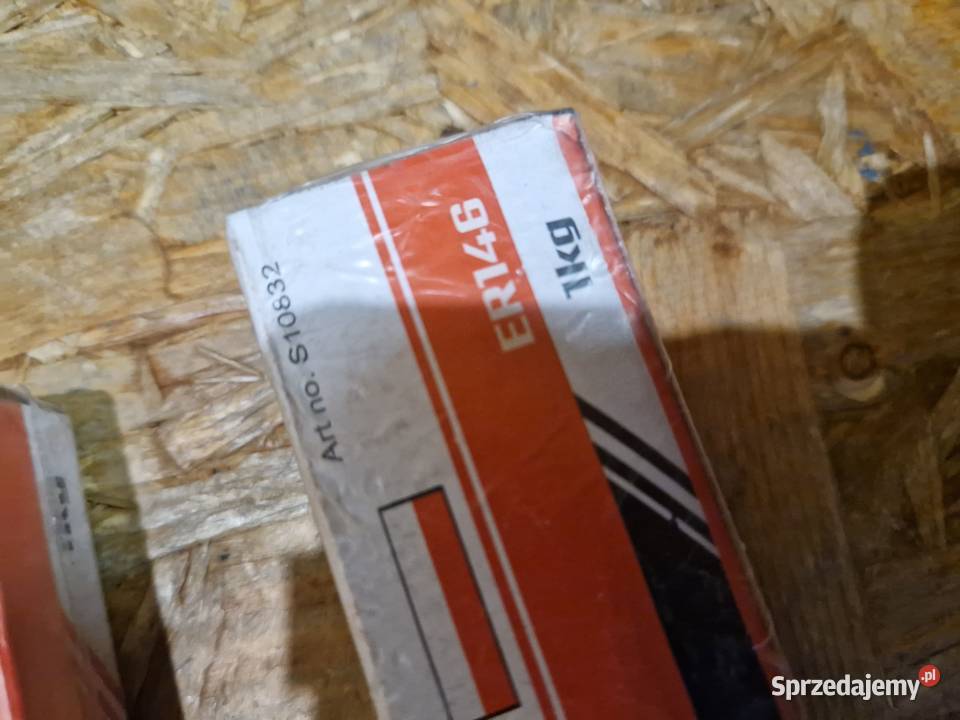 Art no. S10832
ER146
1kg
Sprzedajemy.pl